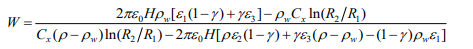 W = \frac{2\pi\varepsilon_0 H\rho_w[\varepsilon_1(1-\gamma)+\gamma\varepsilon_3]-\rho_w C_x \ln(R_2/R_1)}{C_x(\rho-\rho_w)\ln(R_2/R_1)-2\pi\varepsilon_0 H[\rho\varepsilon_2(1-\gamma)+\gamma\varepsilon_3(\rho-\rho_w)-(1-\gamma)\rho_w\varepsilon_1]}